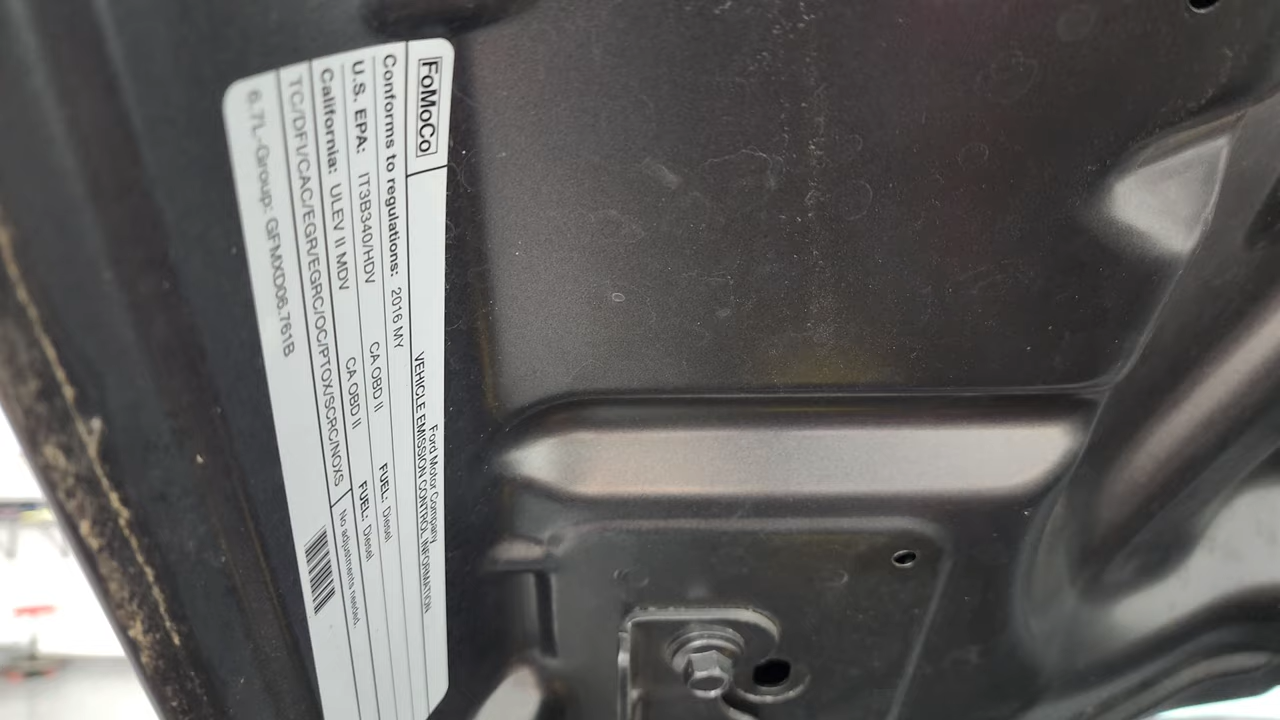 FoMoCo
Ford Motor Company
VEHICLE EMISSION CONTROL INFORMATION
Conforms to regulations: 2016 MY
U.S. EPA: IT3B340/HDV CA OBD II FUEL: Diesel
California: ULEV II MDV CA OBD II FUEL: Diesel
TC/DFI/CAC/EGR/EGRC/OC/PTOX/SCRC/NOXS No adjustments needed.
6.7L-Group: GFMXD06.761B